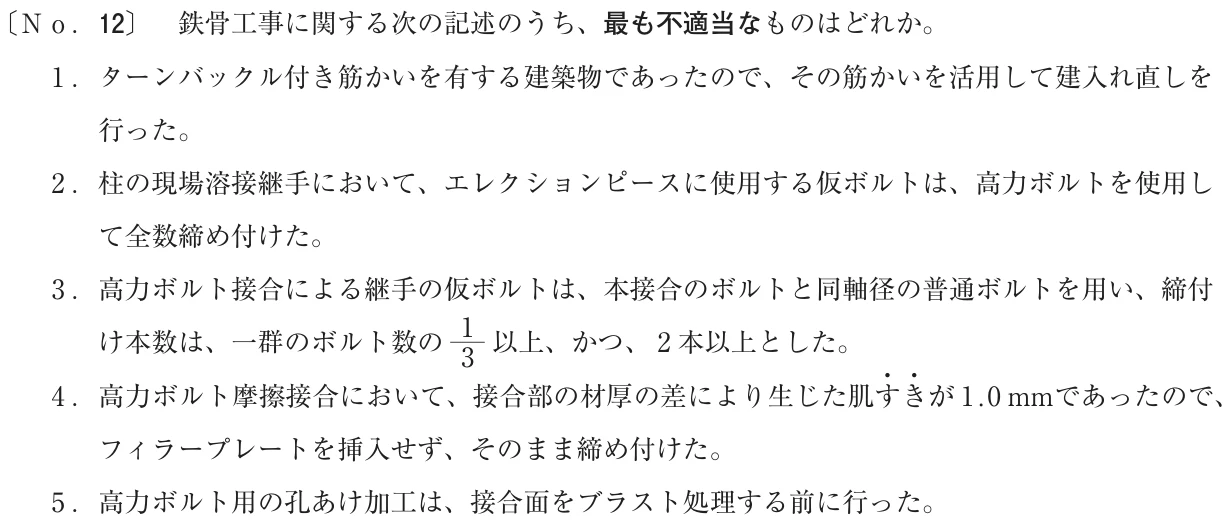 〔Ｎｏ．12〕　鉄骨工事に関する次の記述のうち、最も不適当なものはどれか。
１．ターンバックル付き筋かいを有する建築物であったので、その筋かいを活用して建入れ直しを
行った。
２．柱の現場溶接継手において、エレクションピースに使用する仮ボルトは、高力ボルトを使用し
て全数締め付けた。
３．高力ボルト接合による継手の仮ボルトは、本接合のボルトと同軸径の普通ボルトを用い、締付
け本数は、一群のボルト数の1/3以上、かつ、２本以上とした。
４．高力ボルト摩擦接合において、接合部の材厚の差により生じた肌すきが1.0 mmであったので、
フィラープレートを挿入せず、そのまま締め付けた。
５．高力ボルト用の孔あけ加工は、接合面をブラスト処理する前に行った。